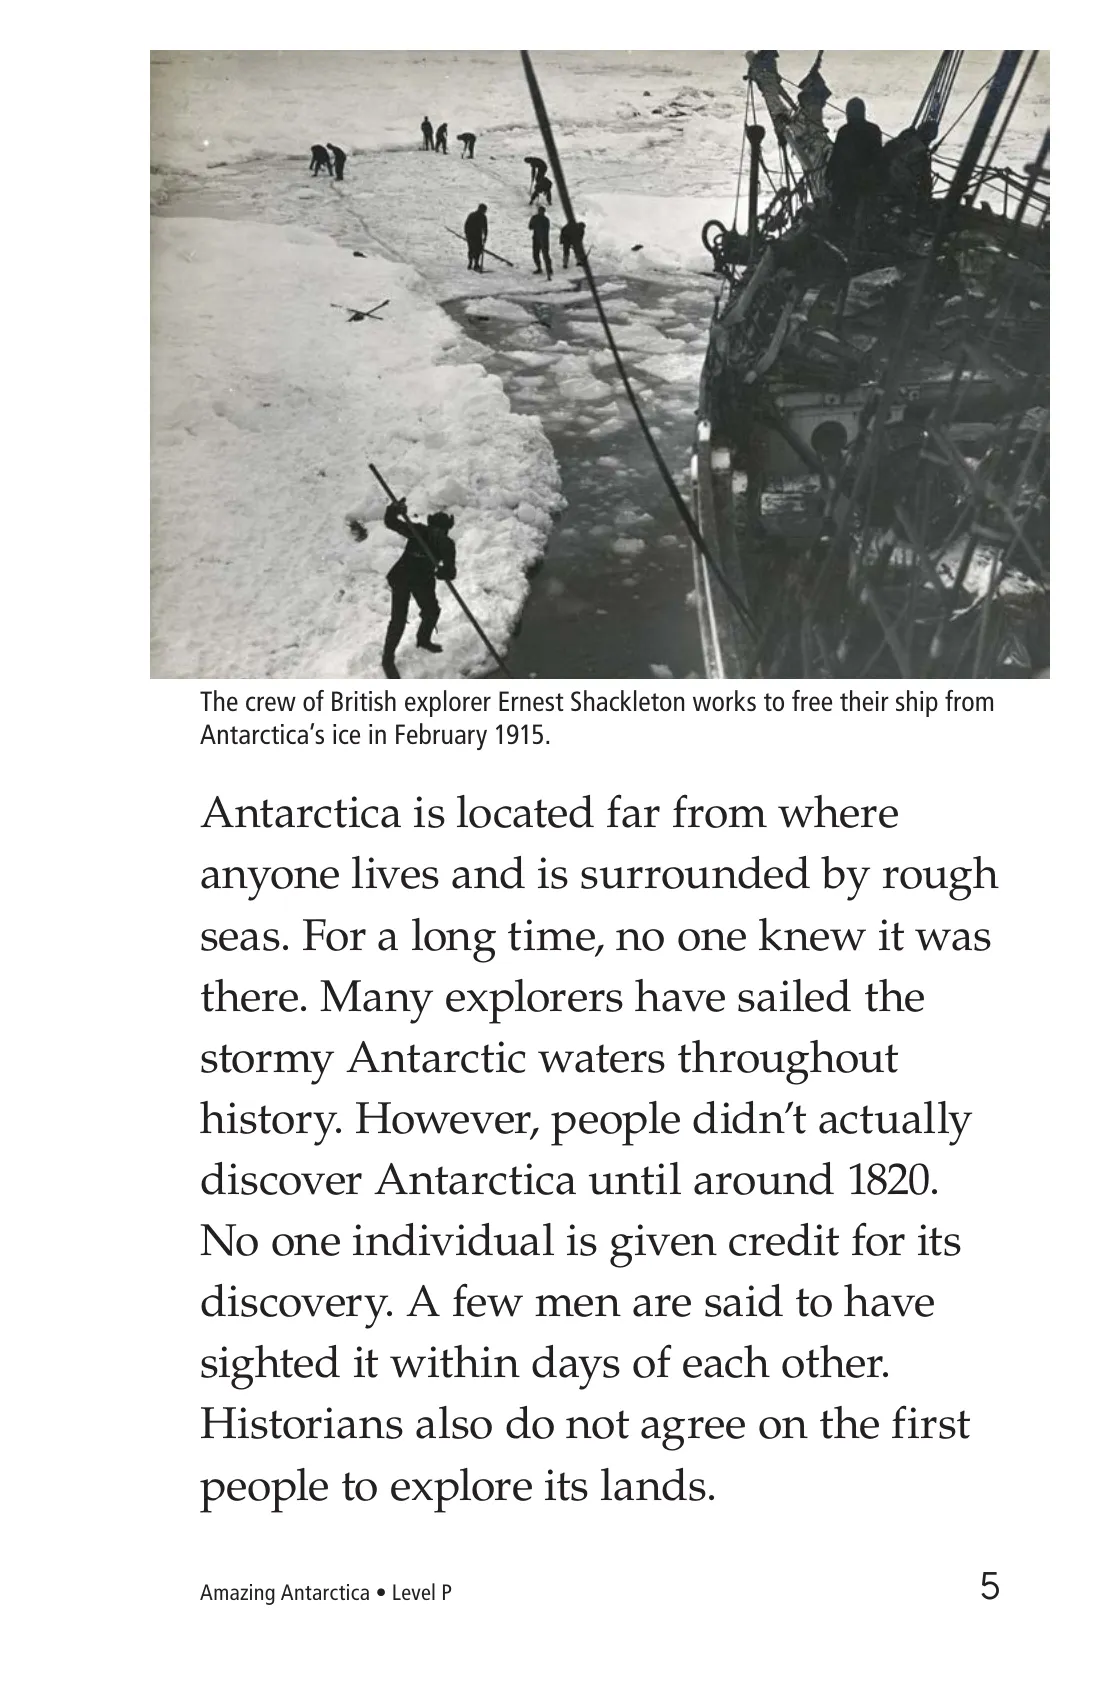 The crew of British explorer Ernest Shackleton works to free their ship from
Antarctica’s ice in February 1915.
Antarctica is located far from where
anyone lives and is surrounded by rough
seas. For a long time, no one knew it was
there. Many explorers have sailed the
stormy Antarctic waters throughout
history. However, people didn’t actually
discover Antarctica until around 1820.
No one individual is given credit for its
discovery. A few men are said to have
sighted it within days of each other.
Historians also do not agree on the first
people to explore its lands.
Amazing Antarctica • Level P
5